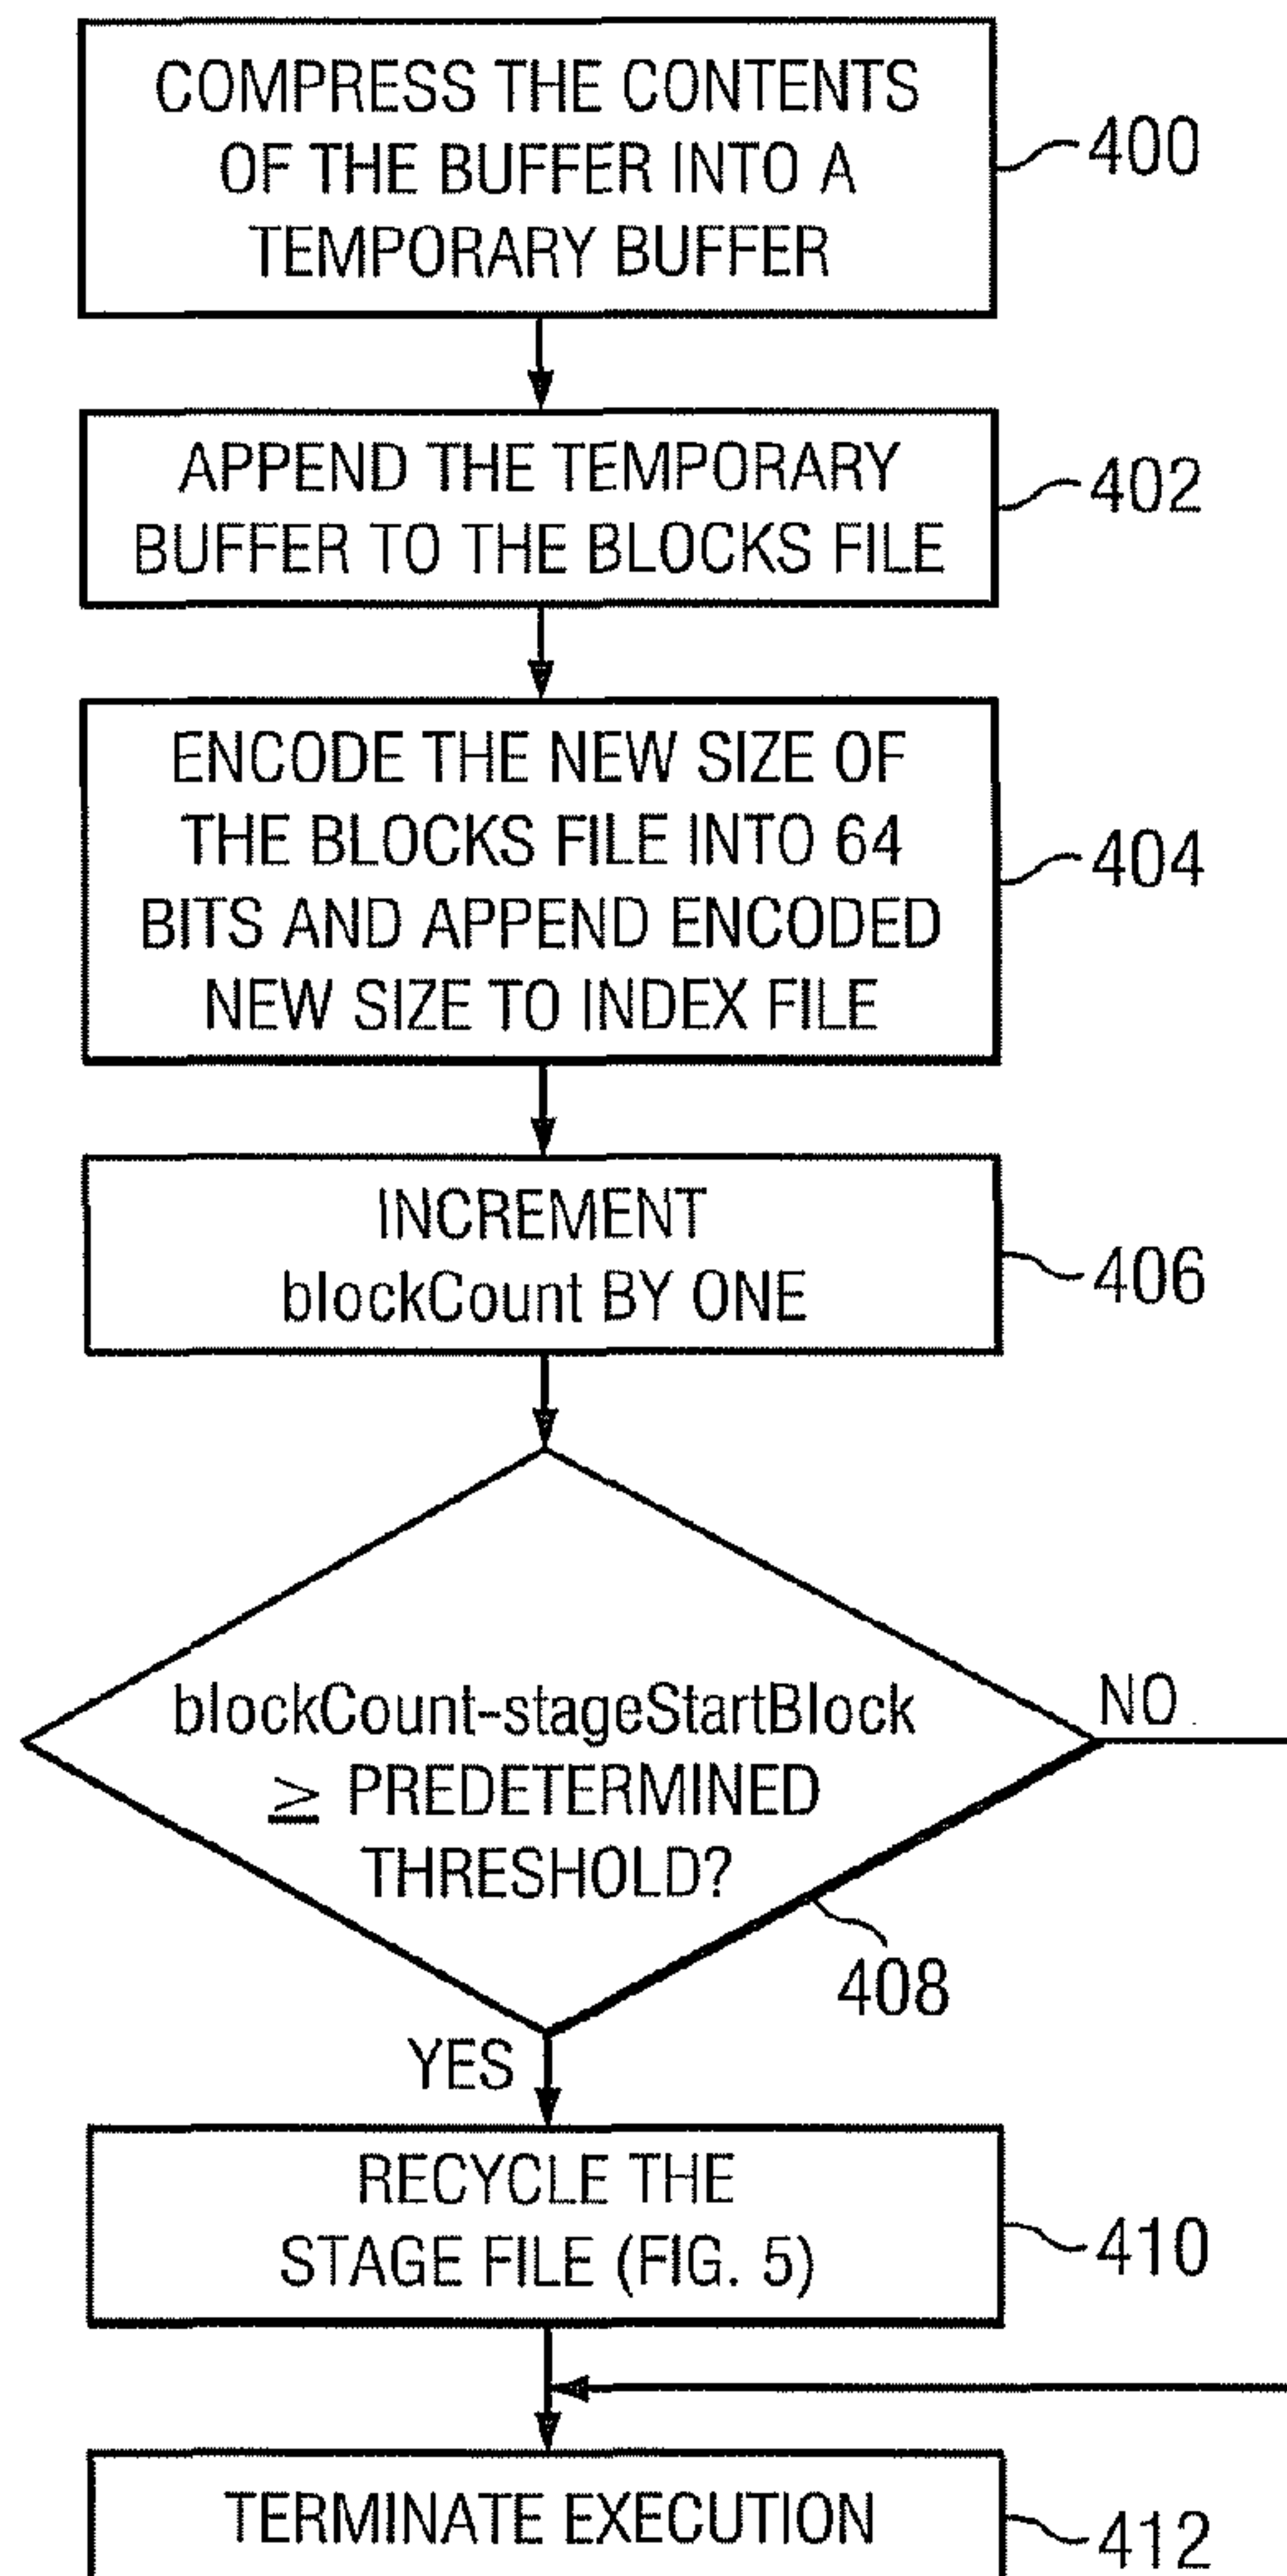 COMPRESS THE CONTENTS
OF THE BUFFER INTO A
TEMPORARY BUFFER
400
APPEND THE TEMPORARY
BUFFER TO THE BLOCKS FILE
402
ENCODE THE NEW SIZE OF
THE BLOCKS FILE INTO 64
BITS AND APPEND ENCODED
NEW SIZE TO INDEX FILE
404
INCREMENT
blockCount BY ONE
406
blockCount-stageStartBlock
≥ PREDETERMINED
THRESHOLD?
NO
408
YES
RECYCLE THE
STAGE FILE (FIG. 5)
410
TERMINATE EXECUTION
412